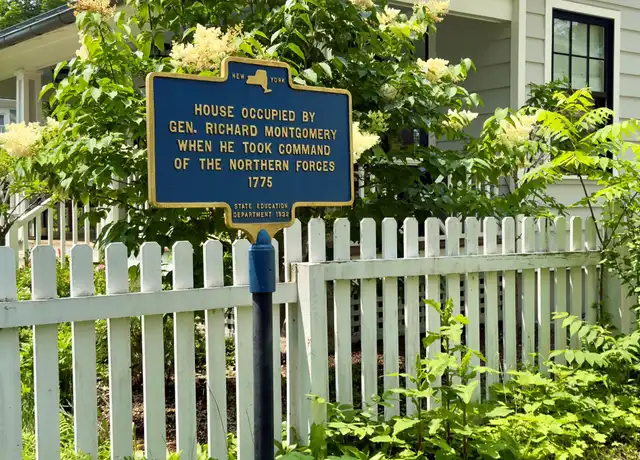 NEW YORK
HOUSE OCCUPIED BY
GEN. RICHARD MONTGOMERY
WHEN HE TOOK COMMAND
OF THE NORTHERN FORCES
1775
STATE EDUCATION
DEPARTMENT 1932